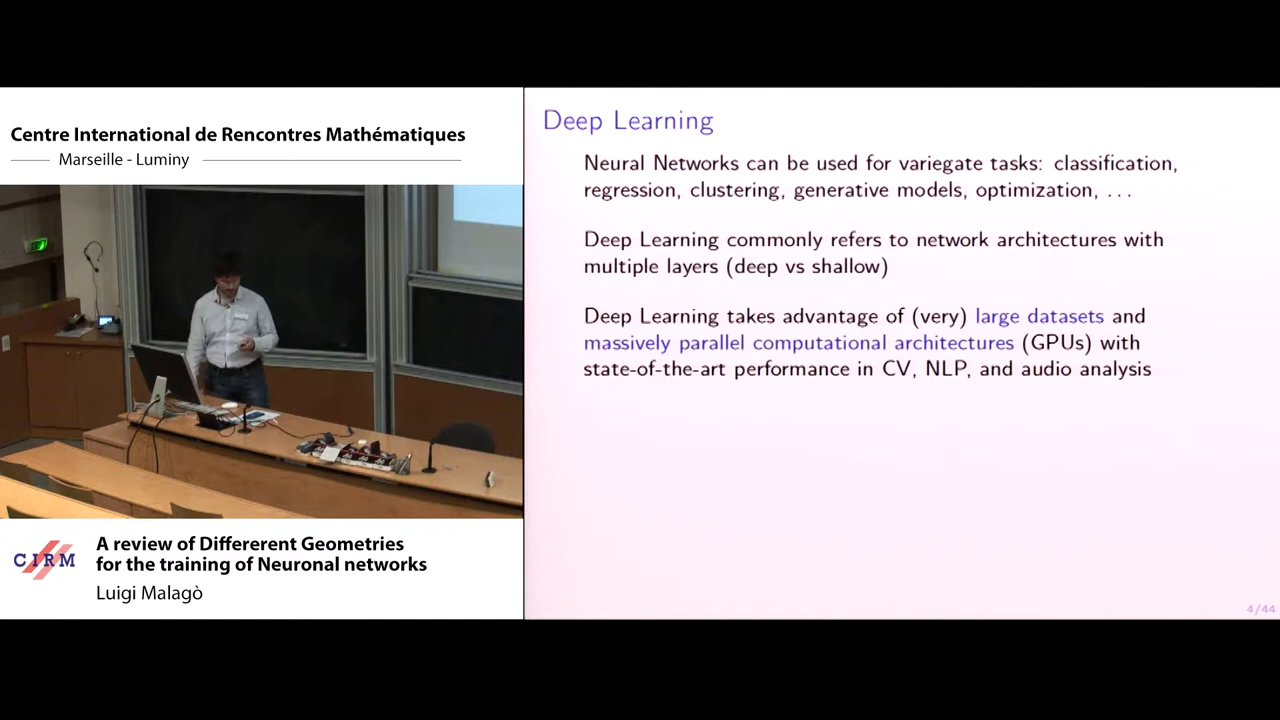 Centre International de Rencontres Mathématiques
Marseille - Luminy
CIRM
A review of Differerent Geometries
for the training of Neuronal networks
Luigi Malagò
Deep Learning
Neural Networks can be used for variegate tasks: classification,
regression, clustering, generative models, optimization, ...
Deep Learning commonly refers to network architectures with
multiple layers (deep vs shallow)
Deep Learning takes advantage of (very) large datasets and
massively parallel computational architectures (GPUs) with
state-of-the-art performance in CV, NLP, and audio analysis
4/44